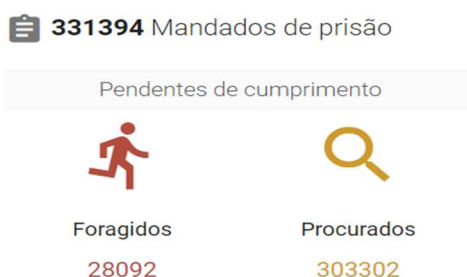 331394 Mandados de prisão
Pendentes de cumprimento
Foragidos Procurados
28092 303302